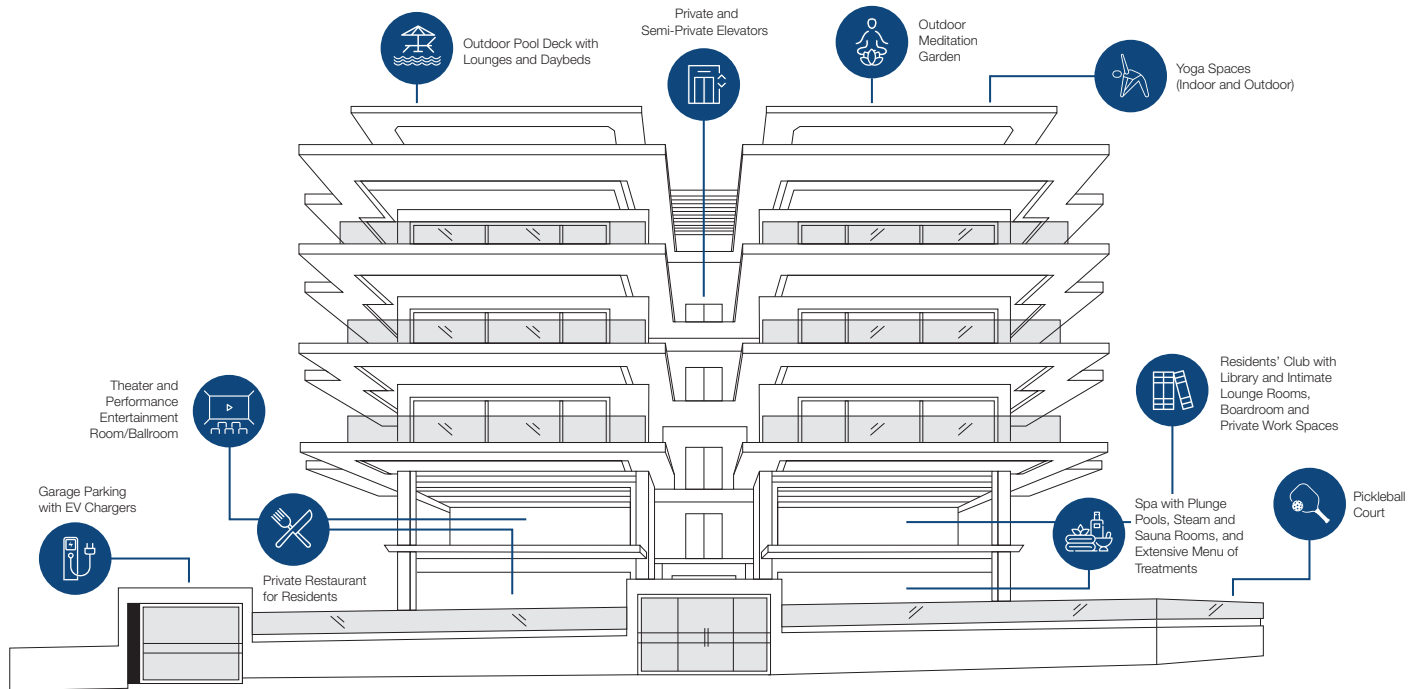 Outdoor Pool Deck with
Lounges and Daybeds
Private and
Semi-Private Elevators
Outdoor
Meditation
Garden
Yoga Spaces
(Indoor and Outdoor)
Theater and
Performance
Entertainment
Room/Ballroom
Residents’ Club with
Library and Intimate
Lounge Rooms,
Boardroom and
Private Work Spaces
Garage Parking
with EV Chargers
Private Restaurant
for Residents
Spa with Plunge
Pools, Steam and
Sauna Rooms, and
Extensive Menu of
Treatments
Pickleball
Court